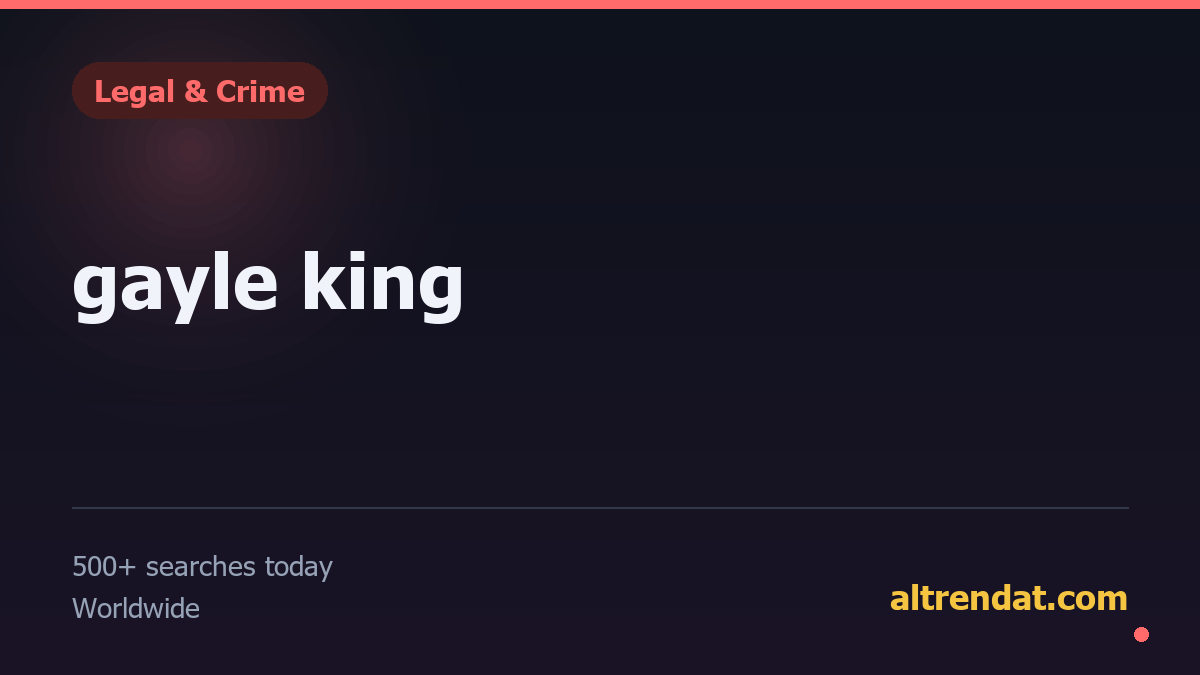 Legal & Crime
gayle king
500+ searches today
Worldwide
altrendat.com